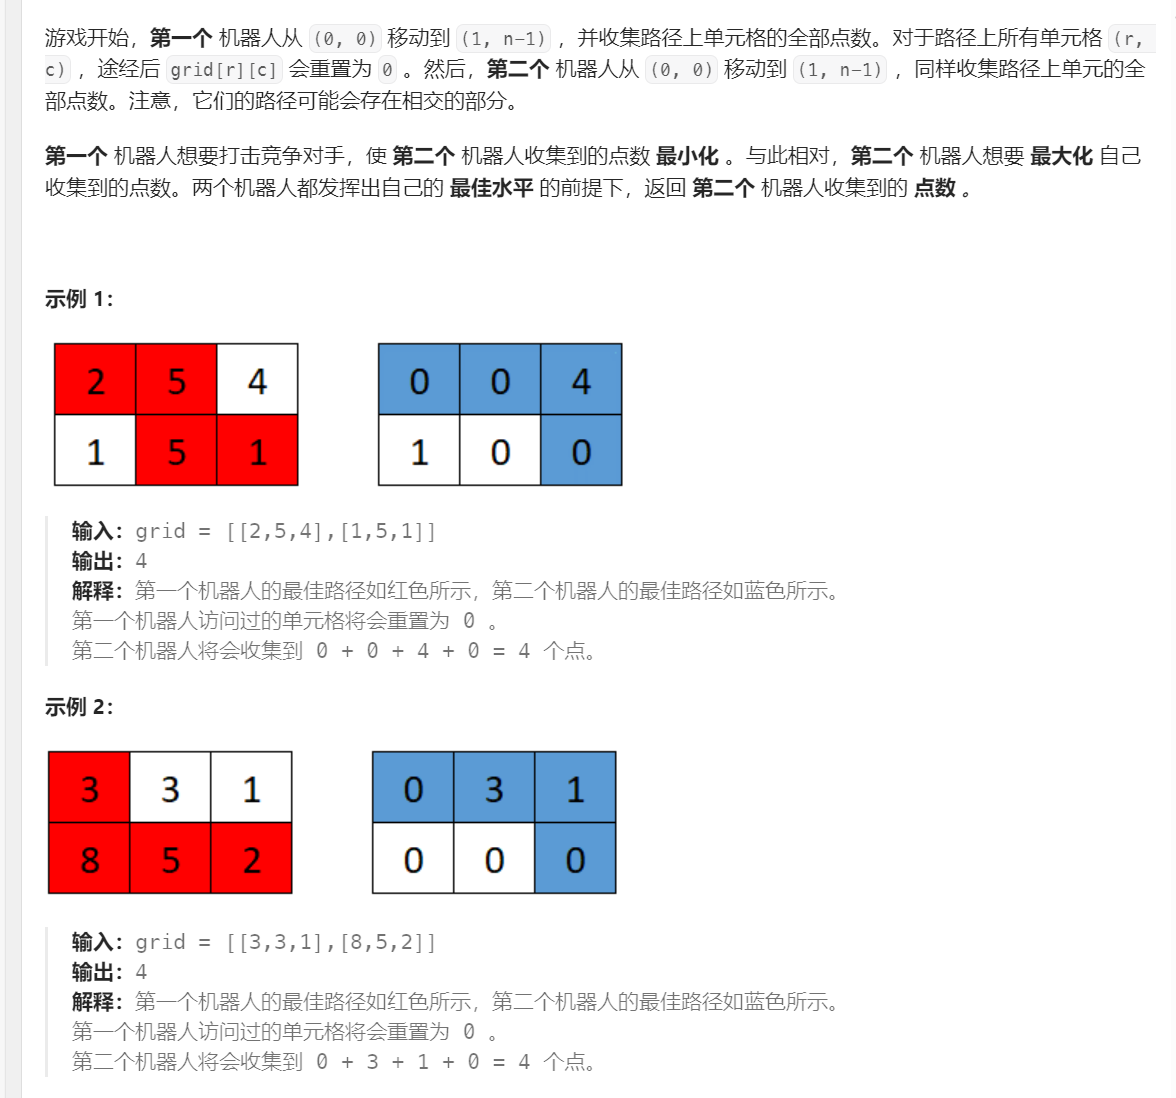 游戏开始，第一个 机器人从 (0, 0) 移动到 (1, n-1) ，并收集路径上单元格的全部点数。对于路径上所有单元格 (r,
c) ，途经后 grid[r][c] 会重置为 0 。然后，第二个 机器人从 (0, 0) 移动到 (1, n-1) ，同样收集路径上单元的全
部点数。注意，它们的路径可能会存在相交的部分。
第一个 机器人想要打击竞争对手，使 第二个 机器人收集到的点数 最小化 。与此相对，第二个 机器人想要 最大化 自己
收集到的点数。两个机器人都发挥出自己的 最佳水平 的前提下，返回 第二个 机器人收集到的 点数 。
示例 1：
2 5 4 0 0 4
1 5 1 1 0 0
输入：grid = [[2,5,4],[1,5,1]]
输出：4
解释：第一个机器人的最佳路径如红色所示，第二个机器人的最佳路径如蓝色所示。
第一个机器人访问过的单元格将会重置为 0 。
第二个机器人将会收集到 0 + 0 + 4 + 0 = 4 个点。
示例 2：
3 3 1 0 3 1
8 5 2 0 0 0
输入：grid = [[3,3,1],[8,5,2]]
输出：4
解释：第一个机器人的最佳路径如红色所示，第二个机器人的最佳路径如蓝色所示。
第一个机器人访问过的单元格将会重置为 0 。
第二个机器人将会收集到 0 + 3 + 1 + 0 = 4 个点。